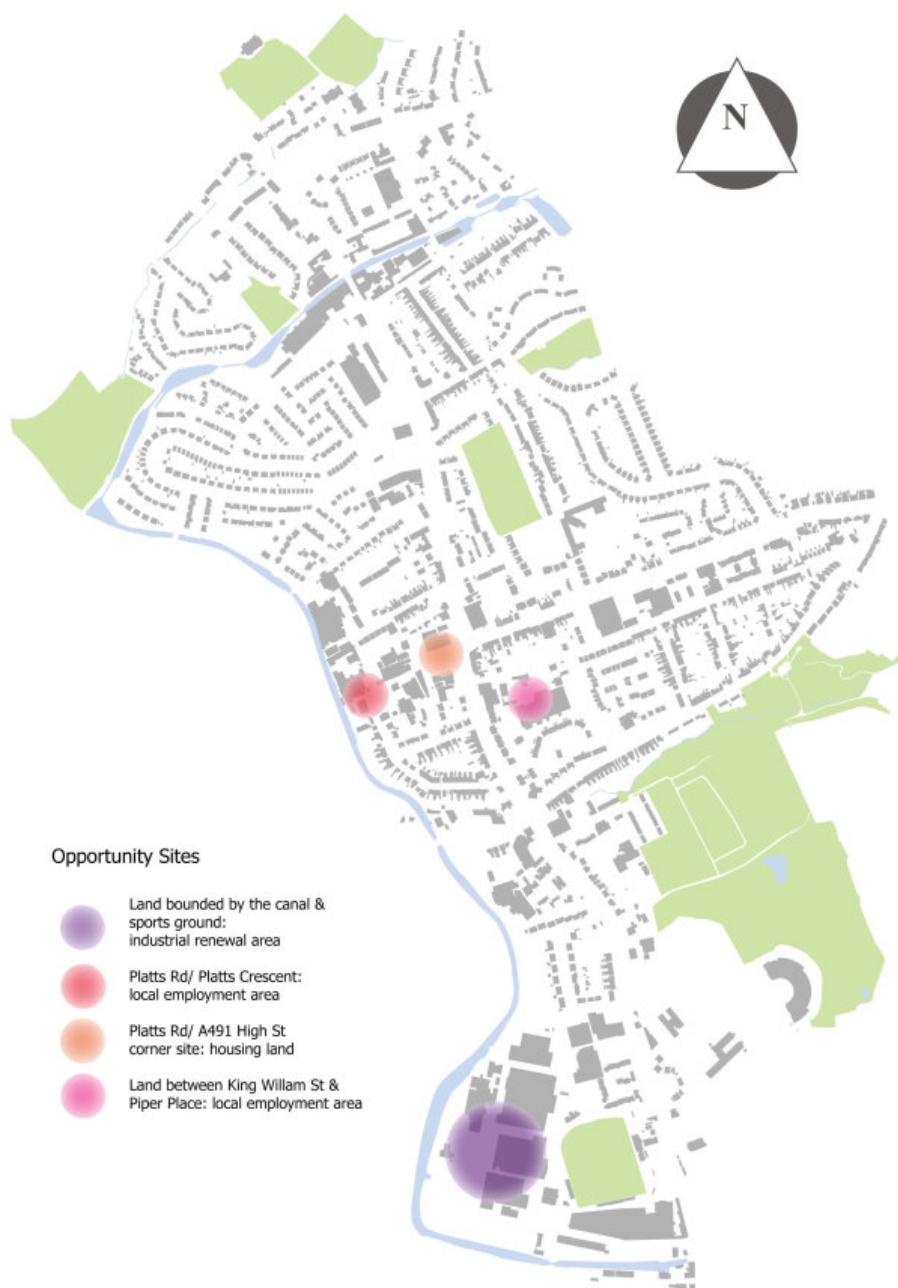 N
Opportunity Sites
Land bounded by the canal &
sports ground:
industrial renewal area
Platts Rd/ Platts Crescent:
local employment area
Platts Rd/ A491 High St
corner site: housing land
Land between King Willam St &
Piper Place: local employment area